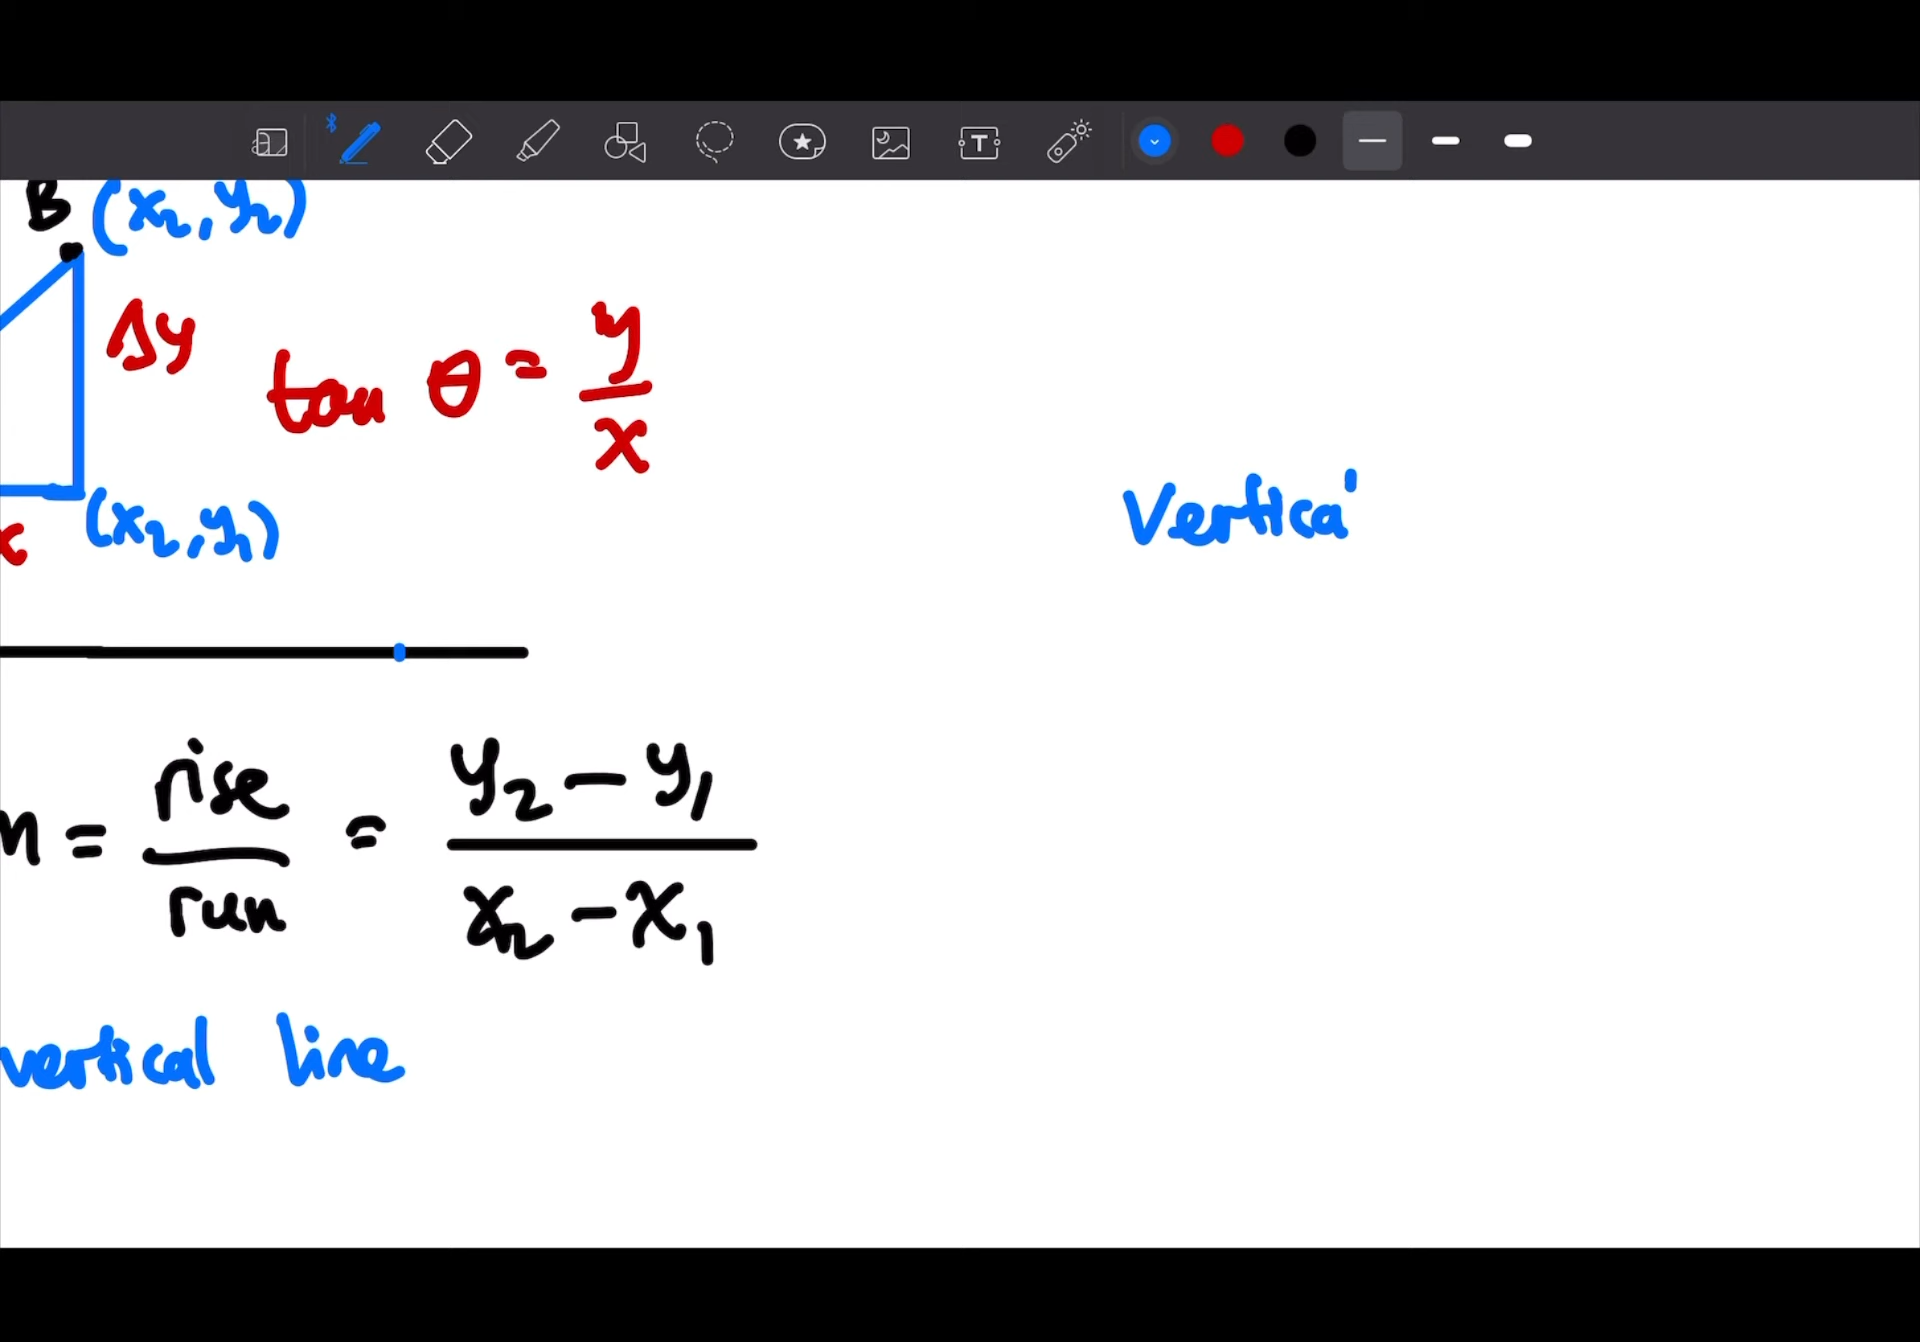 B (x₂, y₂)
Δy
tan θ = y/x
x (x₂, y₁)
Vertica
m = rise/run = (y₂ − y₁)/(x₂ − x₁)
vertical line